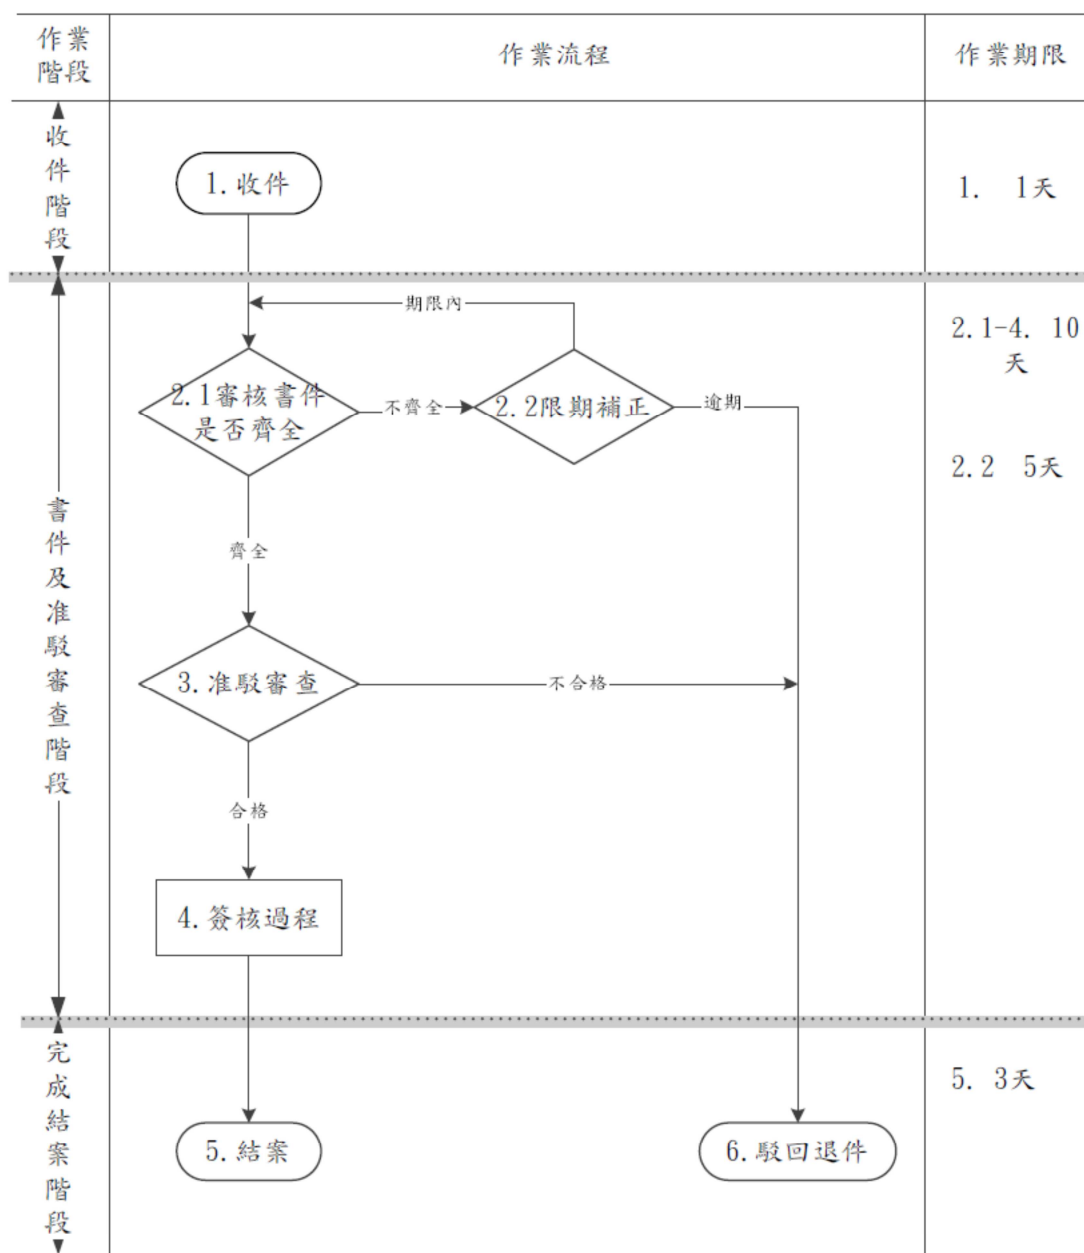 作業
階段
作業流程
作業期限
收件階段
1.收件
1. 1天
書件及准駁審查階段
期限內
2.1審核書件
是否齊全
不齊全
2.2限期補正
逾期
2.1-4. 10
天
2.2 5天
齊全
3.准駁審查
不合格
合格
4.簽核過程
完成結案階段
5.結案
6.駁回退件
5. 3天